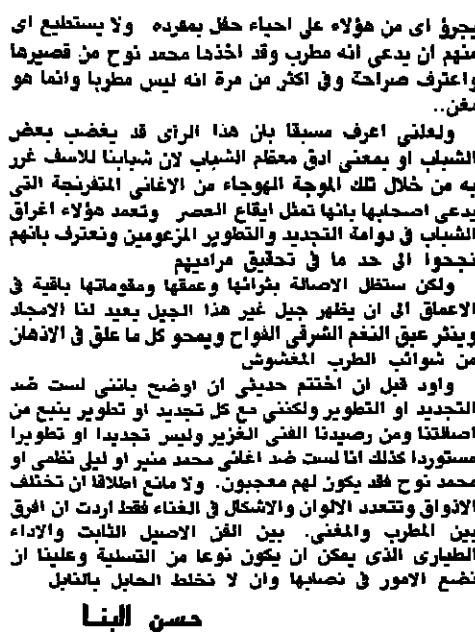 يجرؤ اى من هؤلاء على احياء حفل بمفرده ولا يستطيع اى
منهم ان يدعى انه مطرب وقد اخذها محمد نوح من قصيرها
واعترف صراحة وفى اكثر من مرة انه ليس مطربا وانما هو
مغن..
ولعلنى اعرف مسبقا بان هذا الرأى قد يغضب بعض
الشباب او بمعنى ادق معظم الشباب لان شبابنا للاسف غرر
به من خلال تلك الموجة الهوجاء من الاغانى المتفرنجة التى
يدعى اصحابها بانها تمثل ايقاع العصر وتعمد هؤلاء اغراق
الشباب فى دوامة التجديد والتطوير المزعومين ونعترف بانهم
نجحوا الى حد ما فى تحقيق مراميهم
ولكن ستظل الاصالة بثرائها وعمقها ومقوماتها باقية فى
الاعماق الى ان يظهر جيل غير هذا الجيل يعيد لنا الامجاد
وينثر عبق النغم الشرقى الفواح ويمحو كل ما علق فى الاذهان
من شوائب الطرب المغشوش
واود قبل ان اختتم حديثى ان اوضح باننى لست ضد
التجديد او التطوير ولكننى مع كل تجديد او تطوير ينبع من
اصالتنا ومن رصيدنا الفنى الغزير وليس تجديدا او تطويرا
مستوردا كذلك انا لست ضد اغانى محمد منير او ليلى نظمى او
محمد نوح فقد يكون لهم معجبون. ولا مانع اطلاقا ان تختلف
الاذواق وتتعدد الالوان والاشكال فى الغناء فقط اردت ان افرق
بين المطرب والمغنى. بين الفن الاصيل الثابت والاداء
الطيارى الذى يمكن ان يكون نوعا من التسلية وعلينا ان
نضع الامور فى نصابها وان لا نخلط الحابل بالنابل
حسن البنا